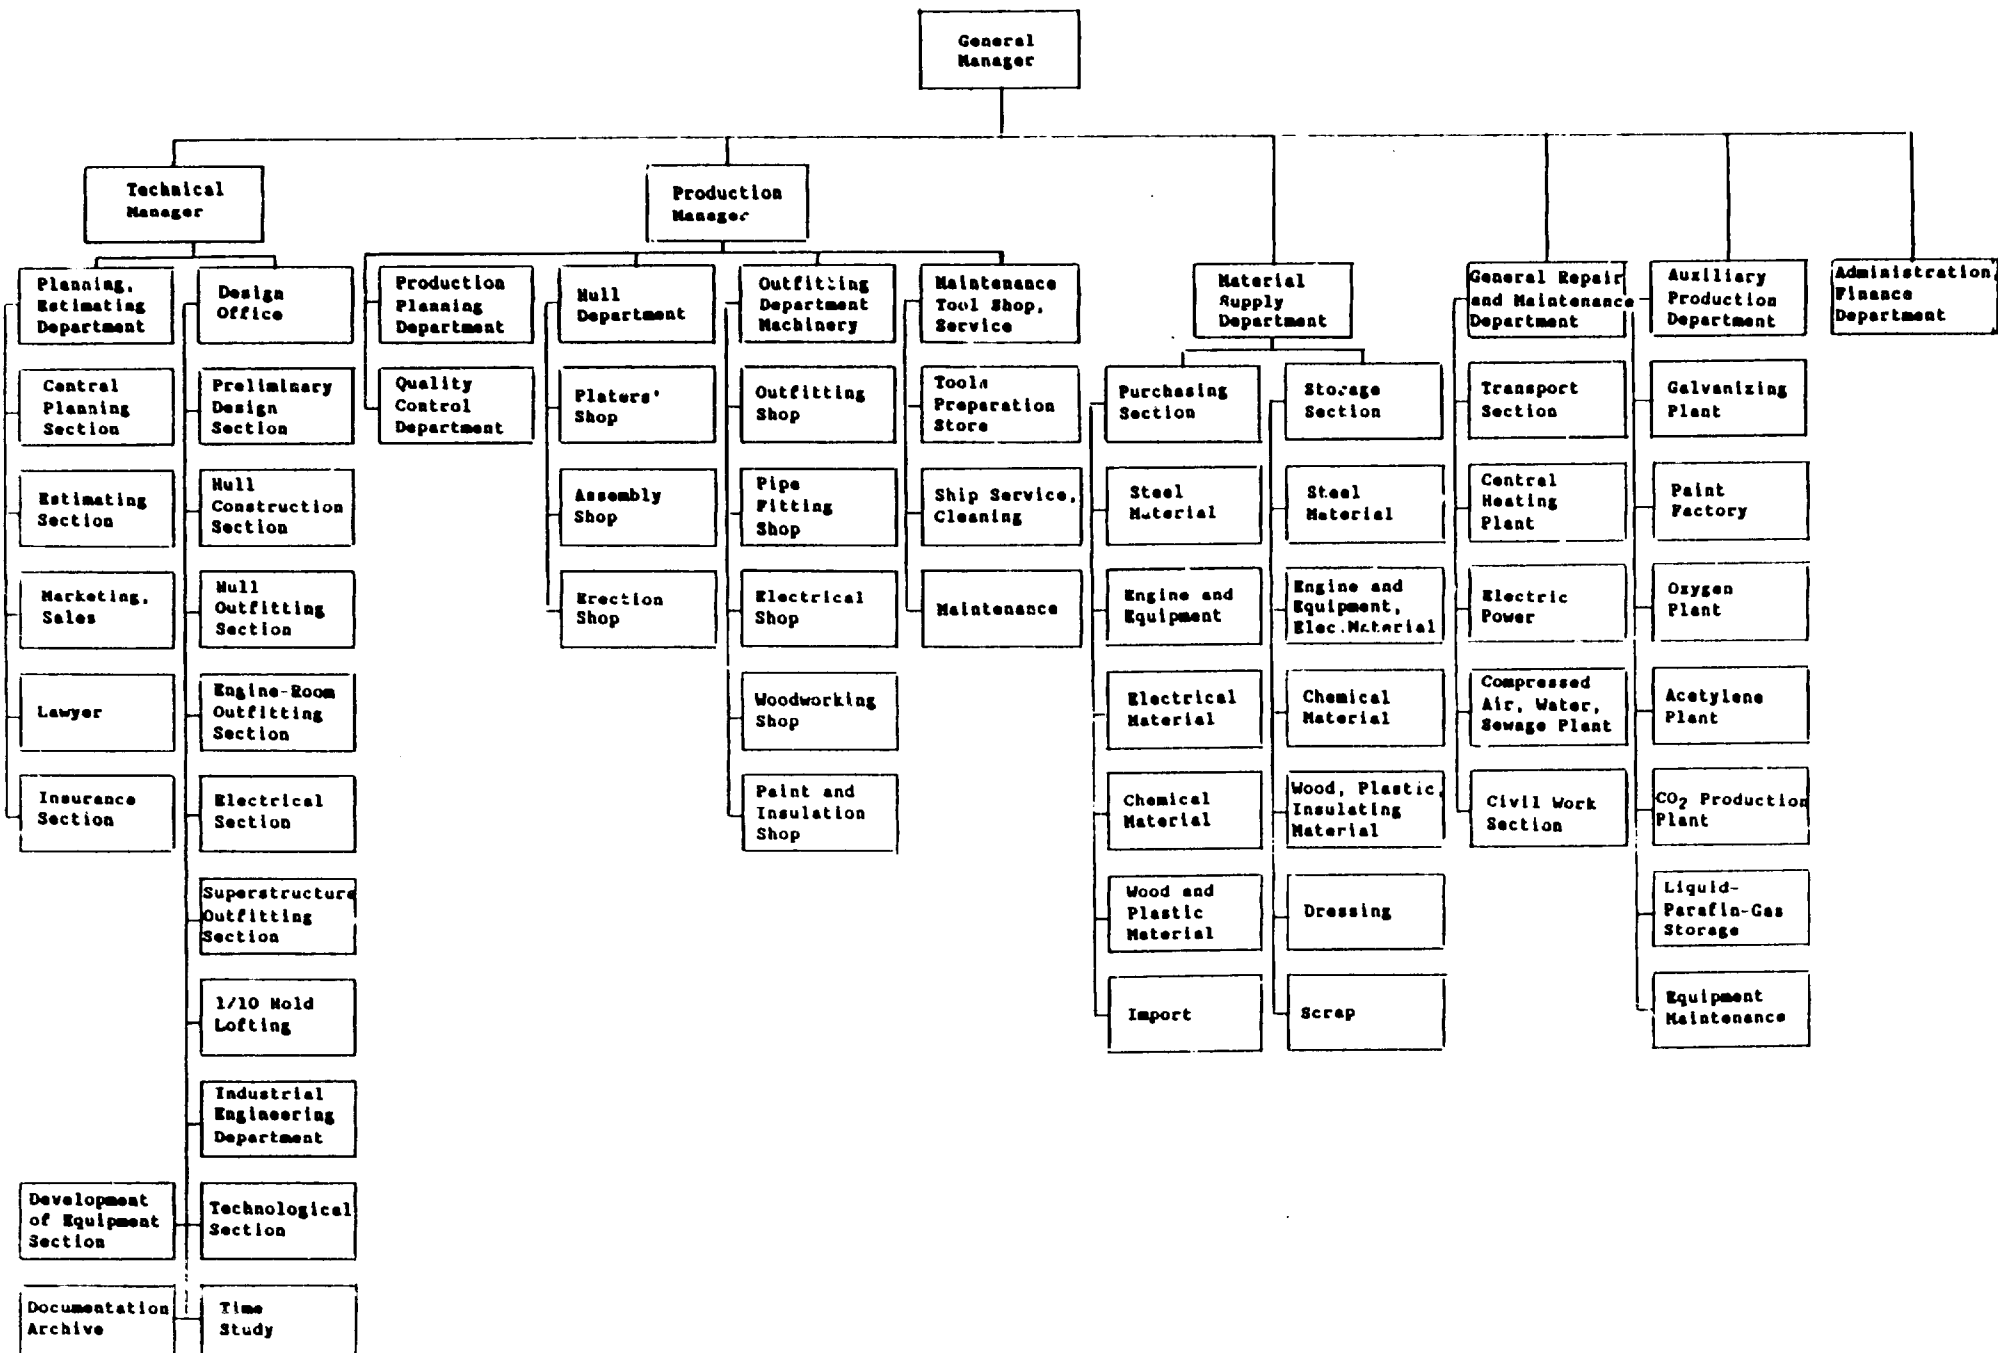 General
Manager
Technical
Manager
Production
Manager
Planning,
Estimating
Department
Design
Office
Production
Planning
Department
Hull
Department
Outfitting
Department
Machinery
Maintenance
Tool Shop,
Service
Material
Supply
Department
General Repair
and Maintenance
Department
Auxiliary
Production
Department
Administration,
Finance
Department
Central
Planning
Section
Preliminary
Design
Section
Quality
Control
Department
Platers'
Shop
Outfitting
Shop
Tools
Preparation
Store
Purchasing
Section
Storage
Section
Transport
Section
Galvanizing
Plant
Estimating
Section
Hull
Construction
Section
Assembly
Shop
Pipe
Fitting
Shop
Ship Service,
Cleaning
Steel
Material
Steel
Material
Central
Heating
Plant
Paint
Factory
Marketing,
Sales
Hull
Outfitting
Section
Erection
Shop
Electrical
Shop
Maintenance
Engine and
Equipment
Engine and
Equipment,
Elec.Material
Electric
Power
Oxygen
Plant
Lawyer
Engine-Room
Outfitting
Section
Woodworking
Shop
Electrical
Material
Chemical
Material
Compressed
Air, Water,
Sewage Plant
Acetylene
Plant
Insurance
Section
Electrical
Section
Paint and
Insulation
Shop
Chemical
Material
Wood, Plastic,
Insulating
Material
Civil Work
Section
CO2 Production
Plant
Superstructure
Outfitting
Section
Wood and
Plastic
Material
Dressing
Liquid-
Parafin-Gas
Storage
1/10 Mold
Lofting
Import
Scrap
Equipment
Maintenance
Industrial
Engineering
Department
Development
of Equipment
Section
Technological
Section
Documentation
Archive
Time
Study